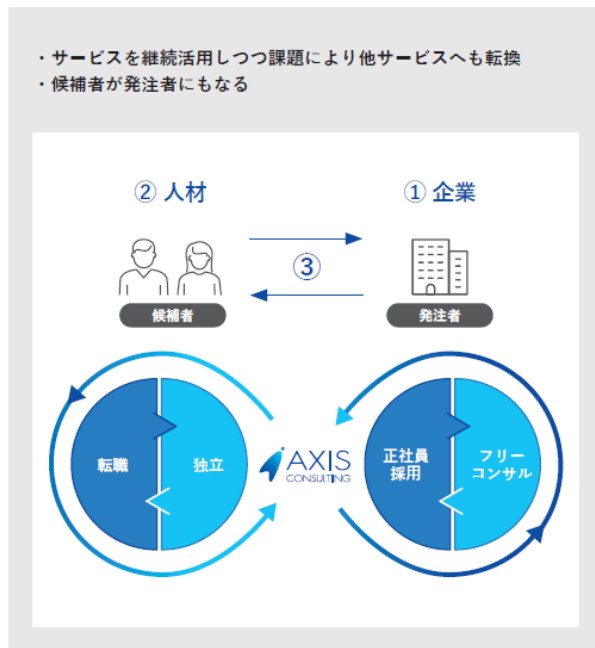 ・サービスを継続活用しつつ課題により他サービスへも転換
・候補者が発注者にもなる
② 人材
① 企業
③
候補者
発注者
転職
独立
AXIS
CONSULTING
正社員
採用
フリー
コンサル